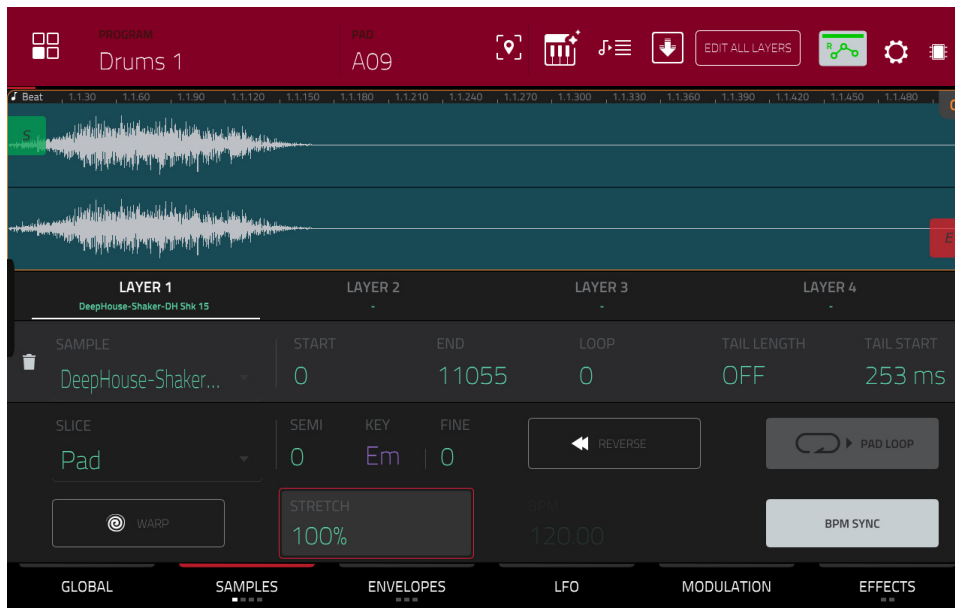 PROGRAM PAD
Drums 1 A09 EDIT ALL LAYERS R
Beat 1.1.30 1.1.60 1.1.90 1.1.120 1.1.150 1.1.180 1.1.210 1.1.240 1.1.270 1.1.300 1.1.330 1.1.360 1.1.390 1.1.420 1.1.450 1.1.480
S
E
LAYER 1 LAYER 2 LAYER 3 LAYER 4
DeepHouse-Shaker-DH Shk 15 - - -
SAMPLE START END LOOP TAIL LENGTH TAIL START
DeepHouse-Shaker... 0 11055 0 OFF 253 ms
SLICE SEMI KEY FINE
Pad 0 Em 0 REVERSE PAD LOOP
STRETCH BPM
WARP 100% 120.00 BPM SYNC
GLOBAL SAMPLES ENVELOPES LFO MODULATION EFFECTS